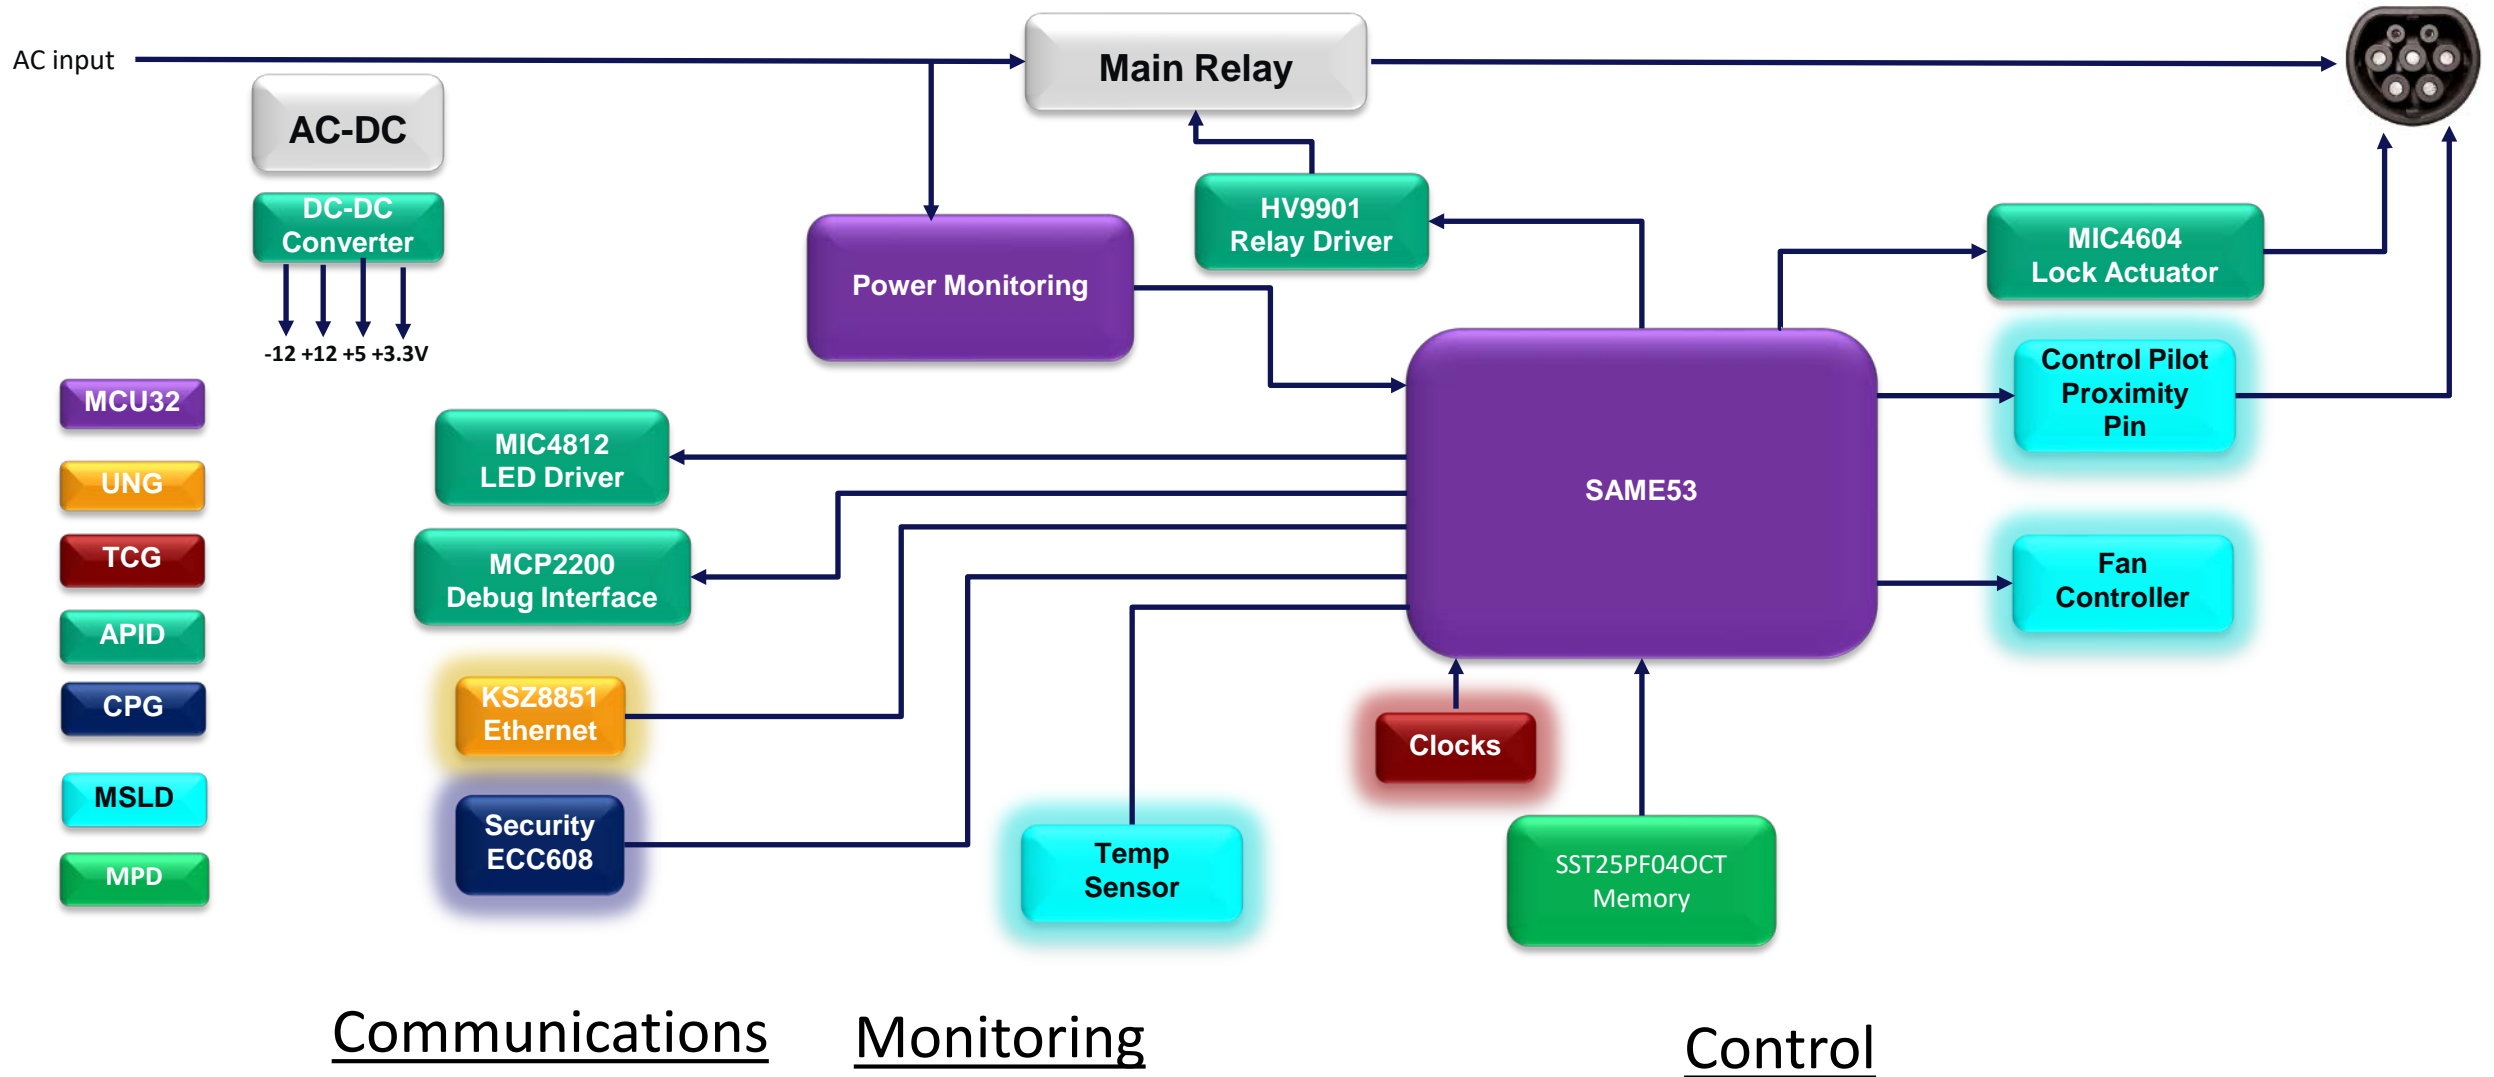 AC input
Main Relay
AC-DC
DC-DC
Converter
-12 +12 +5 +3.3V
HV9901
Relay Driver
Power Monitoring
MIC4604
Lock Actuator
Control Pilot
Proximity
Pin
SAME53
Fan
Controller
MIC4812
LED Driver
MCP2200
Debug Interface
KSZ8851
Ethernet
Security
ECC608
Temp
Sensor
Clocks
SST25PF04OCT
Memory
MCU32
UNG
TCG
APID
CPG
MSLD
MPD
Communications
Monitoring
Control